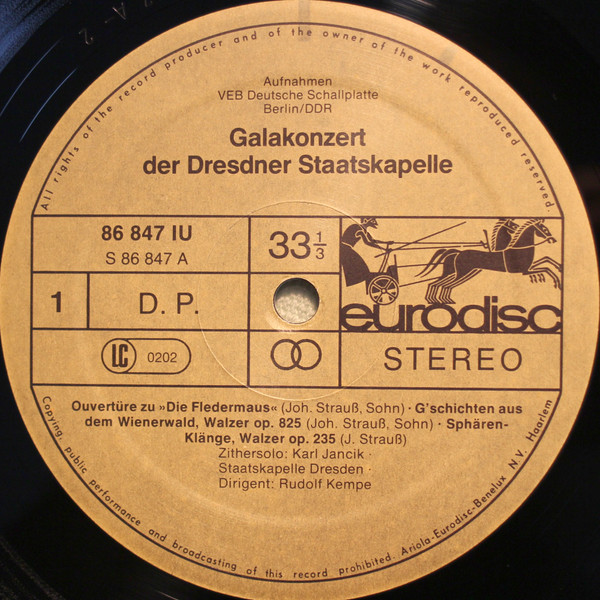 All rights of the record producer and of the owner of the work reproduced reserved.
Aufnahmen
VEB Deutsche Schallplatte
Berlin/DDR
Galakonzert
der Dresdner Staatskapelle
86 847 IU
S 86 847 A
33 1/3
1
D. P.
eurodisc
LC 0202
STEREO
Ouvertüre zu »Die Fledermaus« (Joh. Strauß, Sohn) · G'schichten aus
dem Wienerwald, Walzer op. 825 (Joh. Strauß, Sohn) · Sphären-
Klänge, Walzer op. 235 (J. Strauß)
Zithersolo: Karl Jancik ·
Staatskapelle Dresden ·
Dirigent: Rudolf Kempe
Copying, public performance and broadcasting of this record prohibited. Ariola-Eurodisc-Benelux N.V. Haarlem